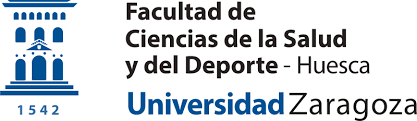 Facultad de
Ciencias de la Salud
y del Deporte - Huesca
1542
Universidad Zaragoza